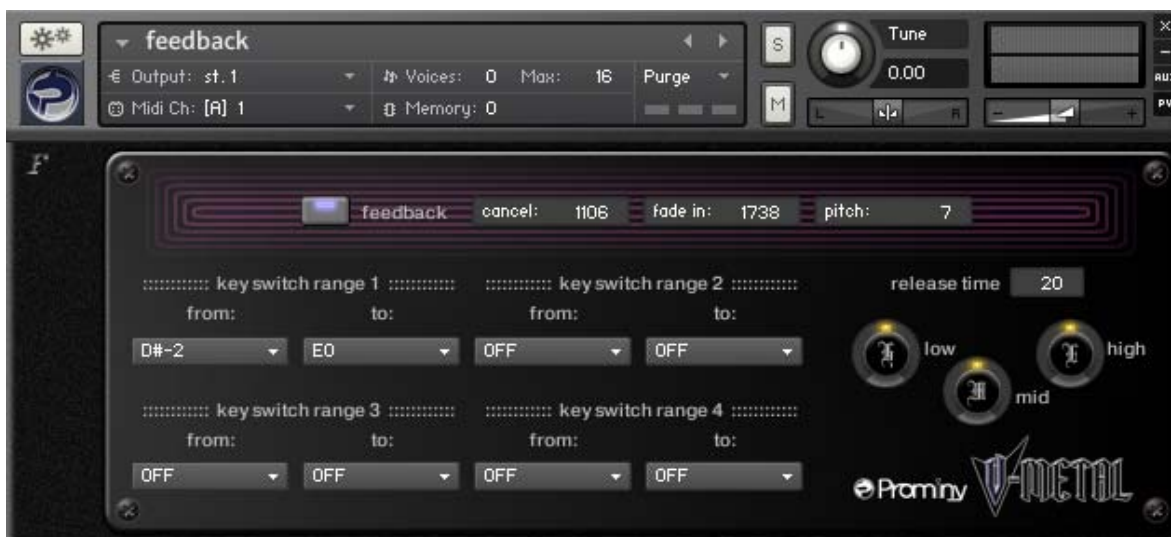 feedback
S
Tune
Output: st.1
Voices: 0 Max: 16
Purge
0.00
AUX
Midi Ch: [A] 1
Memory: 0
M
L
R
- +
PV
F
feedback cancel: 1106 fade in: 1738 pitch: 7
key switch range 1
key switch range 2
release time 20
from: to:
from: to:
D#-2 E0
OFF OFF
low
high
mid
key switch range 3
key switch range 4
from: to:
from: to:
OFF OFF
OFF OFF
Prominy
V-METAL